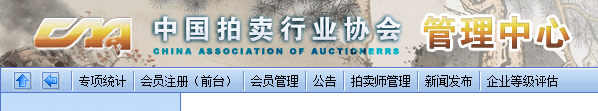 CAA 中国拍卖行业协会 管理中心
CHINA ASSOCIATION OF AUCTIONERRS
专项统计 会员注册（前台） 会员管理 公告 拍卖师管理 新闻发布 企业等级评估